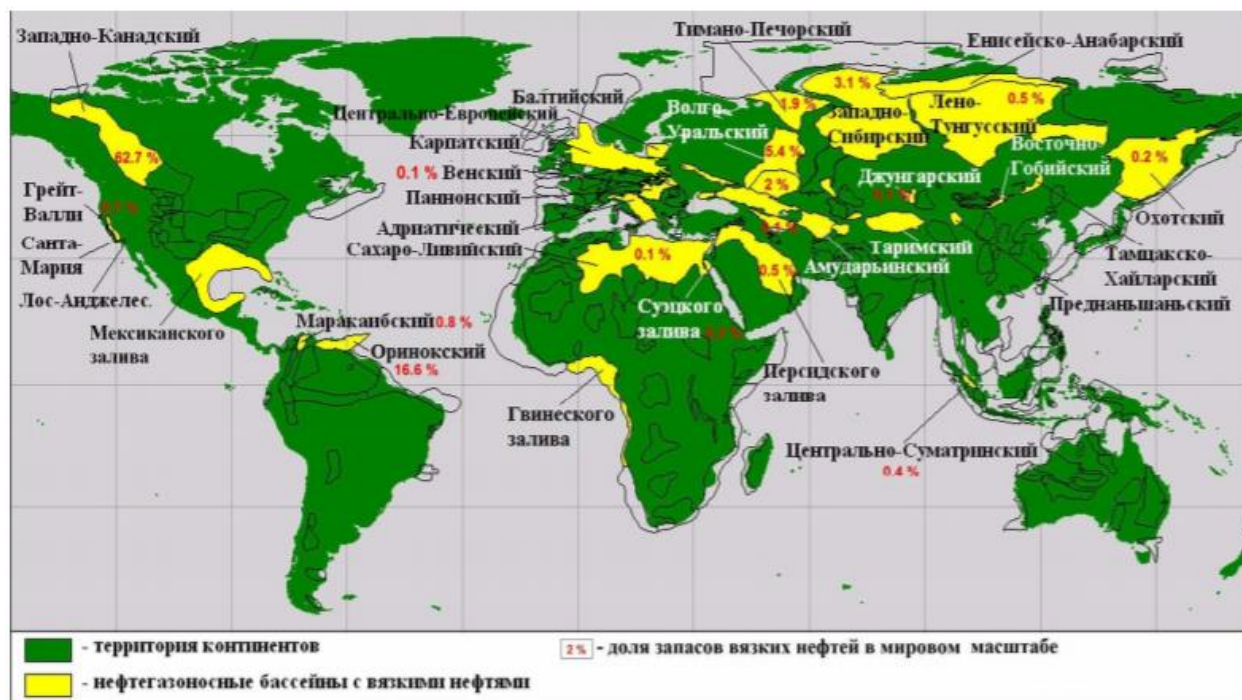 Западно-Канадский
Тимано-Печорский
Енисейско-Анабарский
Балтийский
Центрально-Европейский
Волго-
Уральский
3.1 %
1.9 %
Западно-
Сибирский
Лено-
Тунгусский
0.5 %
Карпатский
5.4 %
Восточно-
Гобийский
62.7 %
0.1 % Венский
2 %
Джунгарский
0.2 %
Грейт-
Валли
Паннонский
Охотский
Адриатичееский
Санта-
Мария
Сахаро-Ливийский
0.1 %
Таримский
Амударьинский
0.5 %
Тамцакско-
Хайларский
Лос-Анджелес.
Суэцкого
залива
Преднаньшаньский
Мексиканского
залива
Мараканбский 0.8 %
Оринокский
16.6 %
Персидского
залива
Гвинеского
залива
Центрально-Суматринский
0.4 %
- территория континентов
2 % - доля запасов вязких нефтей в мировом масштабе
- нефтегазоносные бассейны с вязкими нефтями